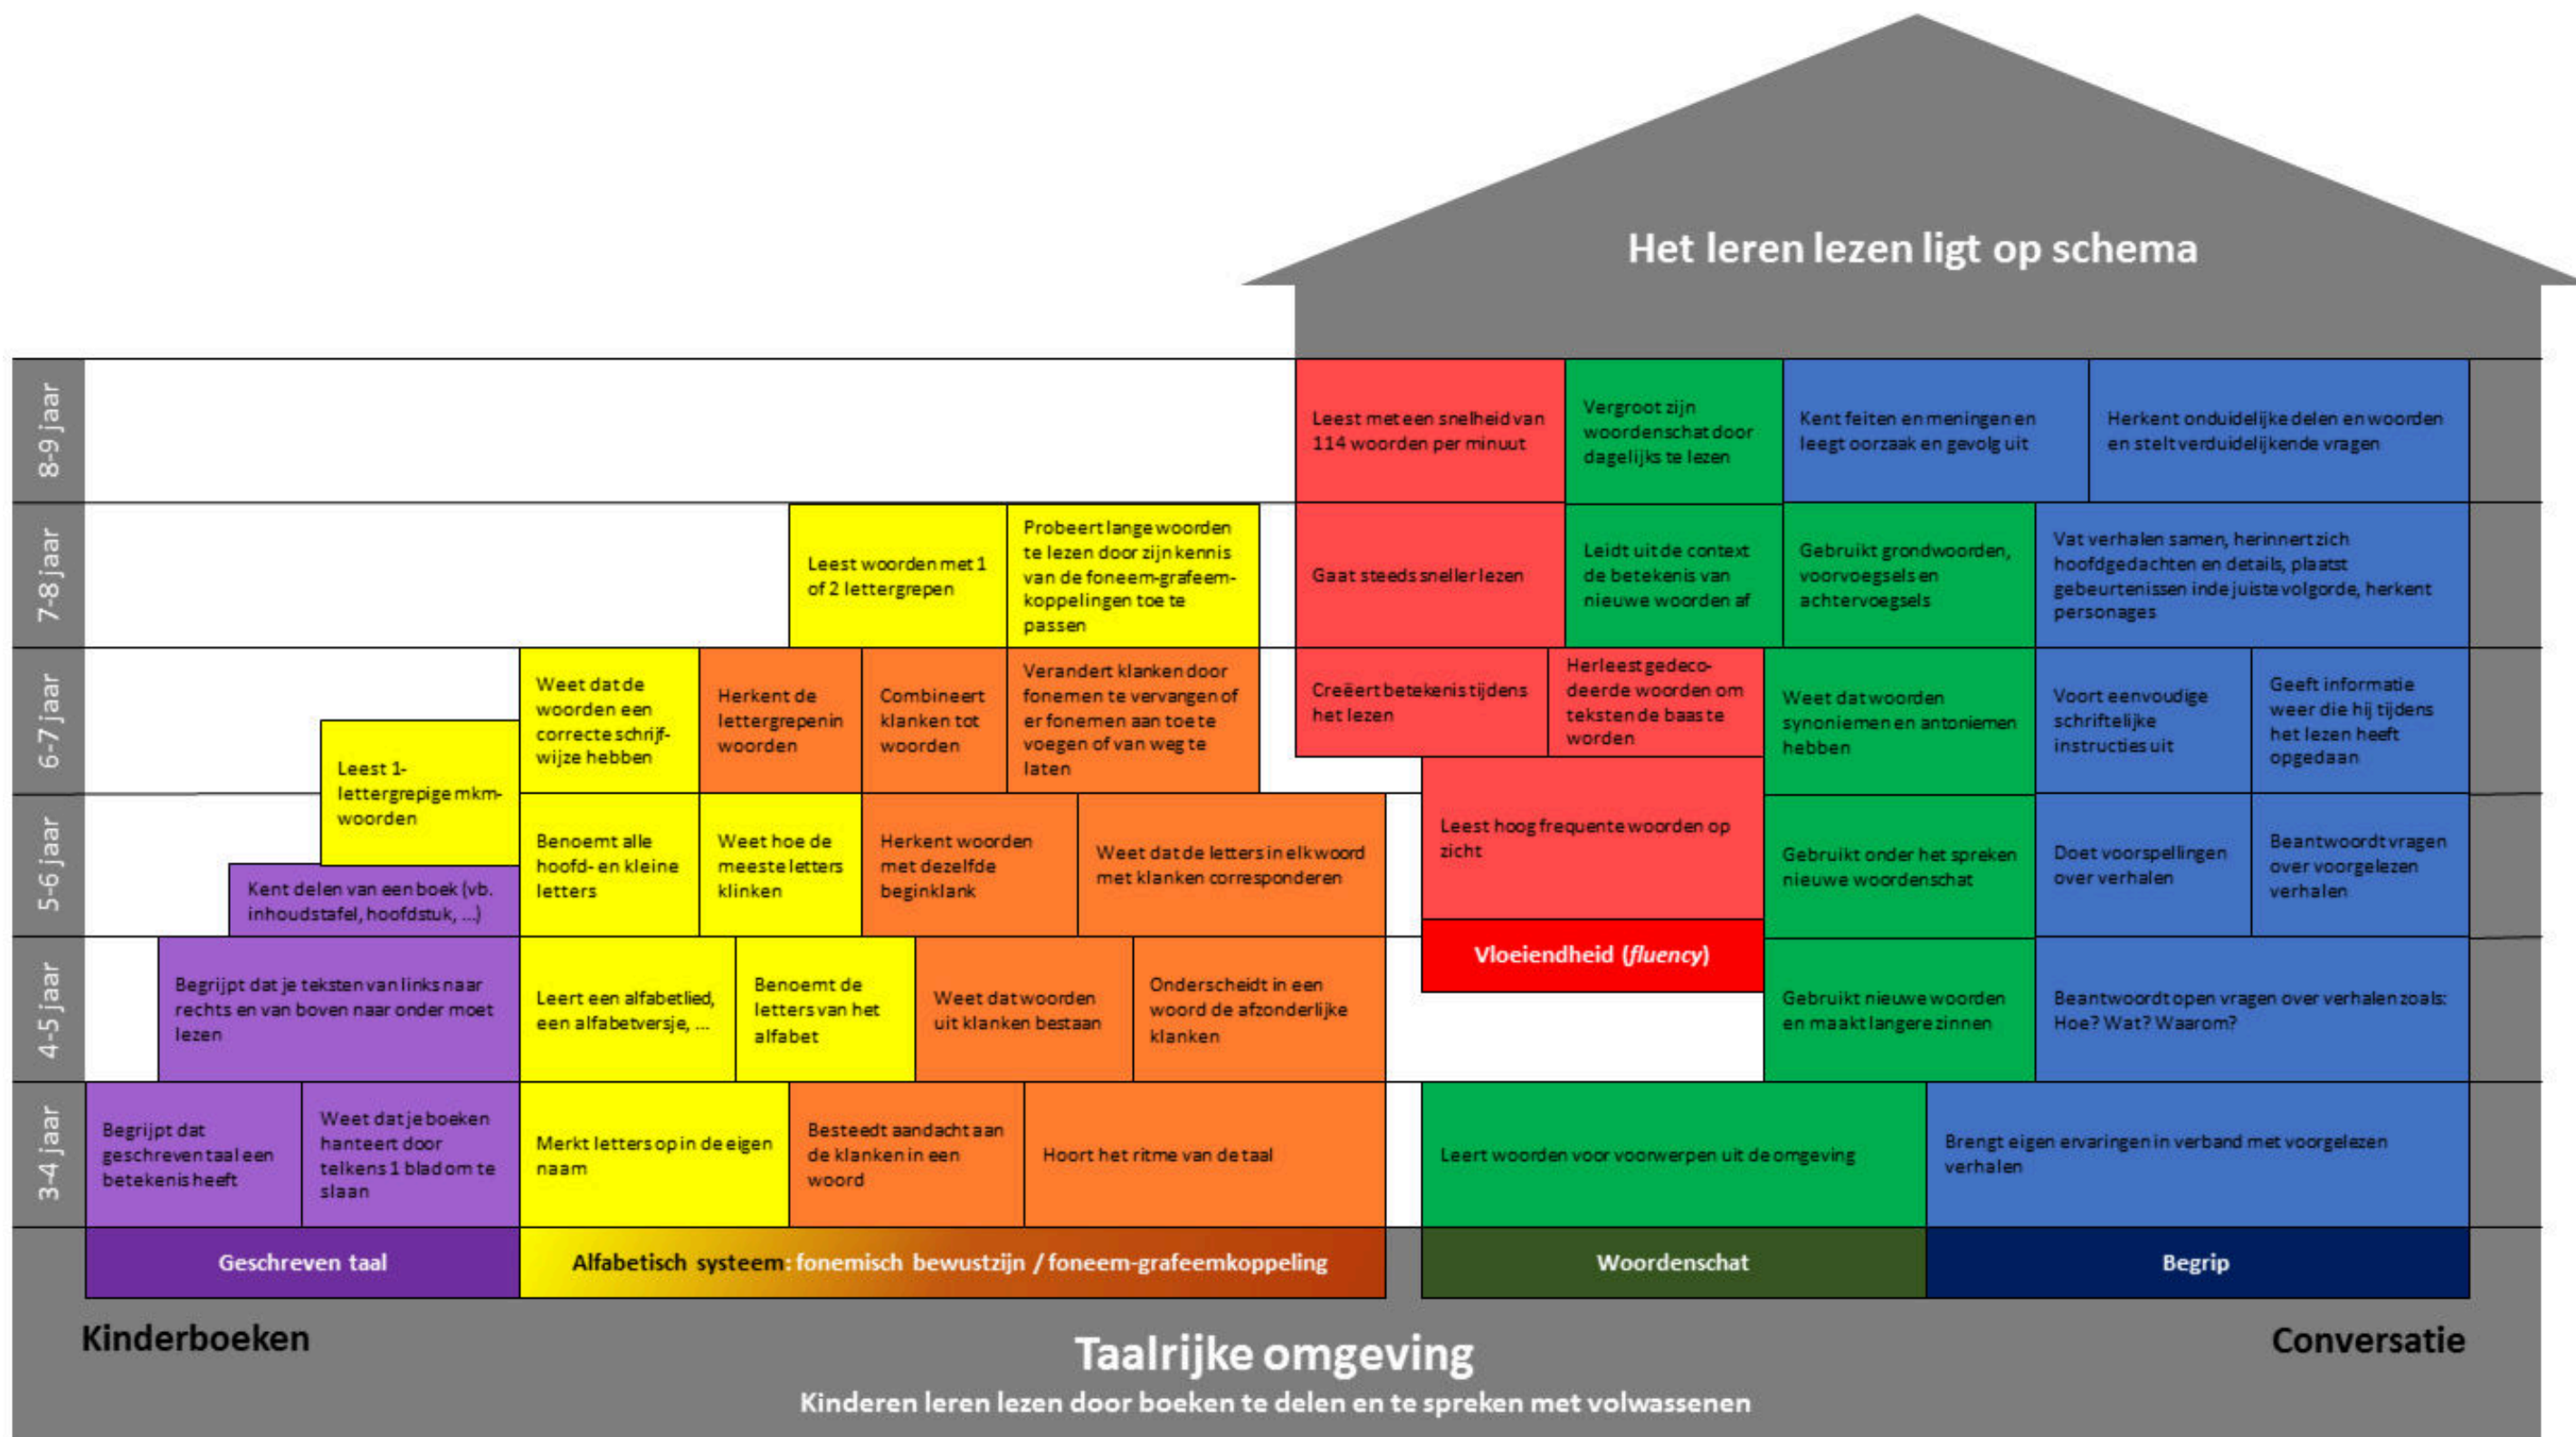 Het leren lezen ligt op schema
8-9 jaar
Leest met een snelheid van
114 woorden per minuut
Vergroot zijn
woordenschat door
dagelijks te lezen
Kent feiten en meningen en
leegt oorzaak en gevolg uit
Herkent onduidelijke delen en woorden
en stelt verduidelijkende vragen
7-8 jaar
Leest woorden met 1
of 2 lettergrepen
Probeert lange woorden
te lezen door zijn kennis
van de foneem-grafeem-
koppelingen toe te
passen
Gaat steeds sneller lezen
Leidt uit de context
de betekenis van
nieuwe woorden af
Gebruikt grondwoorden,
voorvoegsels en
achtervoegsels
Vat verhalen samen, herinnert zich
hoofdgedachten en details, plaatst
gebeurtenissen in de juiste volgorde, herkent
personages
6-7 jaar
Leest 1-
lettergrepige mkm-
woorden
Weet dat de
woorden een
correcte schrijf-
wijze hebben
Herkent de
lettergrepen in
woorden
Combineert
klanken tot
woorden
Verandert klanken door
fonemen te vervangen of
er fonemen aan toe te
voegen of van weg te
laten
Creëert betekenis tijdens
het lezen
Herleest gedeco-
deerde woorden om
teksten de baas te
worden
Weet dat woorden
synoniemen en antoniemen
hebben
Voort eenvoudige
schriftelijke
instructies uit
Geeft informatie
weer die hij tijdens
het lezen heeft
opgedaan
5-6 jaar
Kent delen van een boek (vb.
inhoudstafel, hoofdstuk, ...)
Benoemt alle
hoofd- en kleine
letters
Weet hoe de
meeste letters
klinken
Herkent woorden
met dezelfde
beginklank
Weet dat de letters in elk woord
met klanken corresponderen
Leest hoog frequente woorden op
zicht
Gebruikt onder het spreken
nieuwe woordenschat
Doet voorspellingen
over verhalen
Beantwoordt vragen
over voorgelezen
verhalen
Vloeiendheid (fluency)
4-5 jaar
Begrijpt dat je teksten van links naar
rechts en van boven naar onder moet
lezen
Leert een alfabetlied,
een alfabetversje, ...
Benoemt de
letters van het
alfabet
Weet dat woorden
uit klanken bestaan
Onderscheidt in een
woord de afzonderlijke
klanken
Gebruikt nieuwe woorden
en maakt langere zinnen
Beantwoordt open vragen over verhalen zoals:
Hoe? Wat? Waarom?
3-4 jaar
Begrijpt dat
geschreven taal een
betekenis heeft
Weet dat je boeken
hanteert door
telkens 1 blad om te
slaan
Merkt letters op in de eigen
naam
Besteedt aandacht aan
de klanken in een
woord
Hoort het ritme van de taal
Leert woorden voor voorwerpen uit de omgeving
Brengt eigen ervaringen in verband met voorgelezen
verhalen
Geschreven taal
Alfabetisch systeem: fonemisch bewustzijn / foneem-grafeemkoppeling
Woordenschat
Begrip
Kinderboeken
Conversatie
Taalrijke omgeving
Kinderen leren lezen door boeken te delen en te spreken met volwassenen